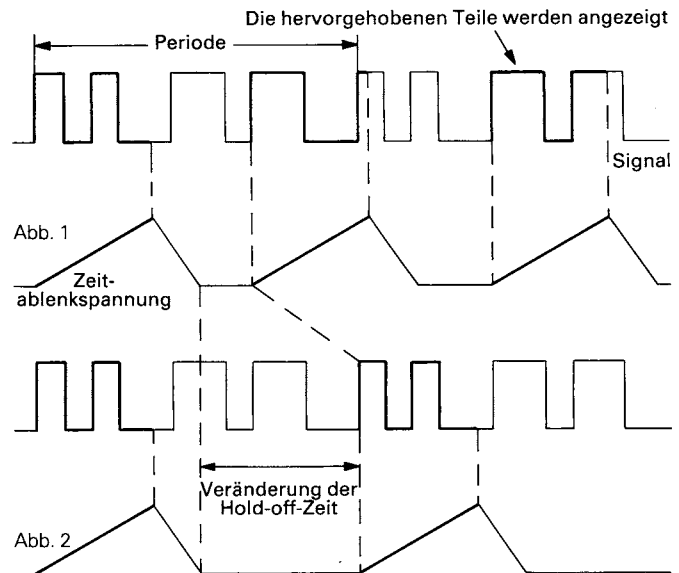 Die hervorgehobenen Teile werden angezeigt
Periode
Signal
Abb. 1
Zeit-
ablenkspannung
Veränderung der
Hold-off-Zeit
Abb. 2